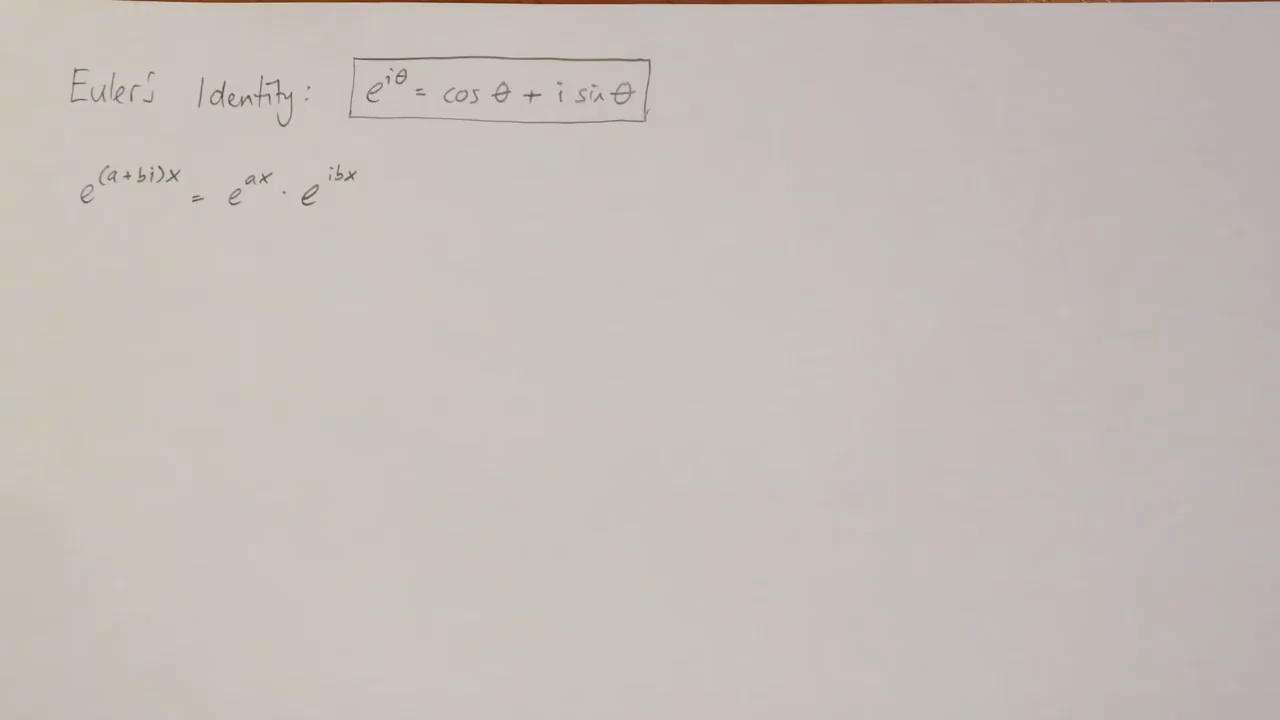 Euler's Identity: e^{iθ} = cos θ + i sin θ
e^{(a+bi)x} = e^{ax} · e^{ibx}